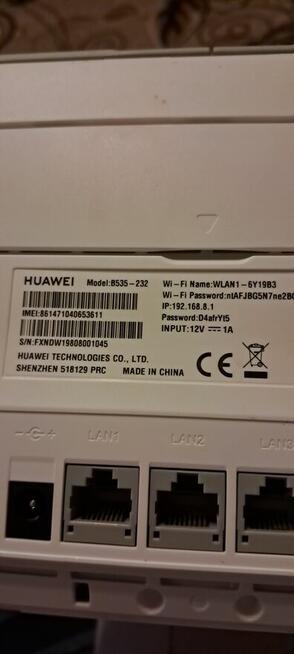 HUAWEI Model:B535-232
IMEI:861471040653611
S/N:FXNDW19808001045
HUAWEI TECHNOLOGIES CO., LTD.
SHENZHEN 518129 PRC MADE IN CHINA
Wi-Fi Name:WLAN1-6Y19B3
Wi-Fi Password:
IP:192.168.8.1
Password:D4afrYt5
INPUT:12V 1A
CE
LAN1 LAN2 LAN3